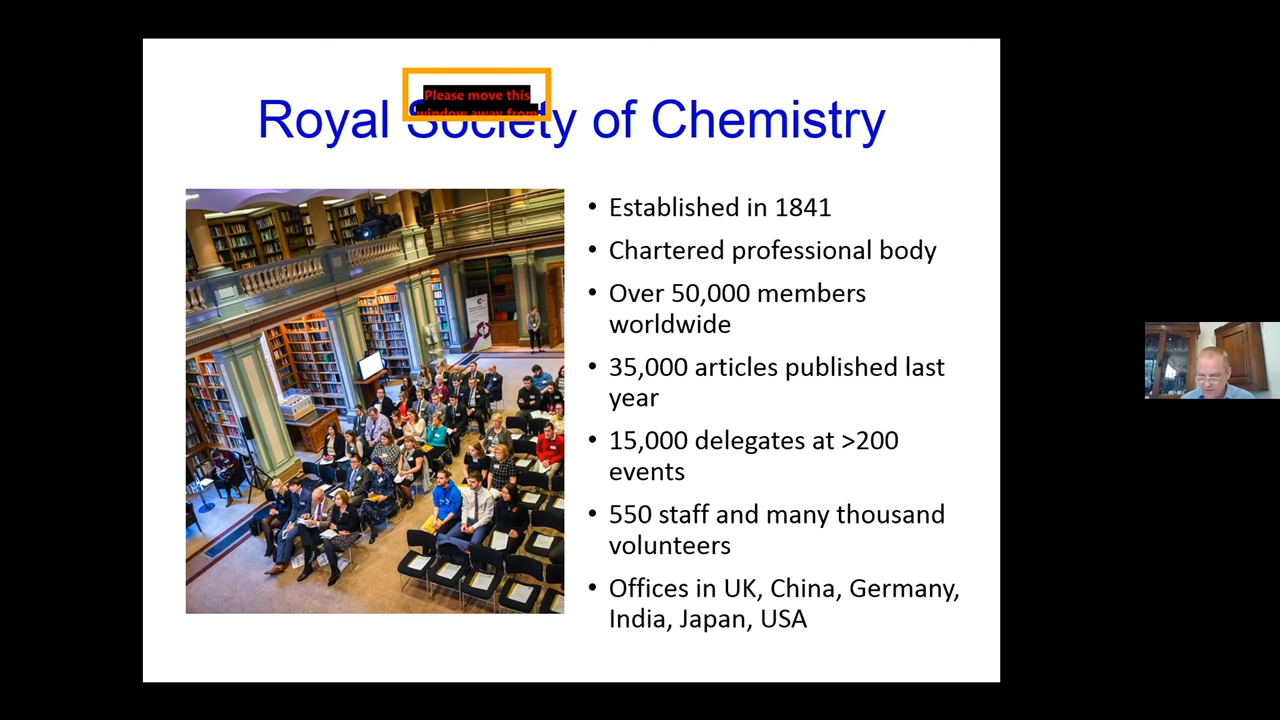 Please move this
window away from
Royal Society of Chemistry
• Established in 1841
• Chartered professional body
• Over 50,000 members
worldwide
• 35,000 articles published last
year
• 15,000 delegates at >200
events
• 550 staff and many thousand
volunteers
• Offices in UK, China, Germany,
India, Japan, USA